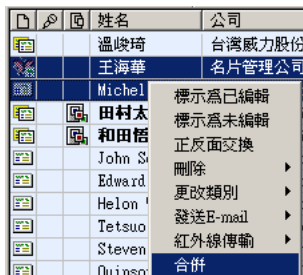 姓名 公司
溫峻琦 台灣威力股份
王海華 名片管理公司
Michel
田村太
和田悟
John S
Edward
Helon
Tetsuo
Steven
標示爲已編輯
標示爲未編輯
正反面交換
刪除
更改類別
發送E-mail
紅外線傳輸
合併